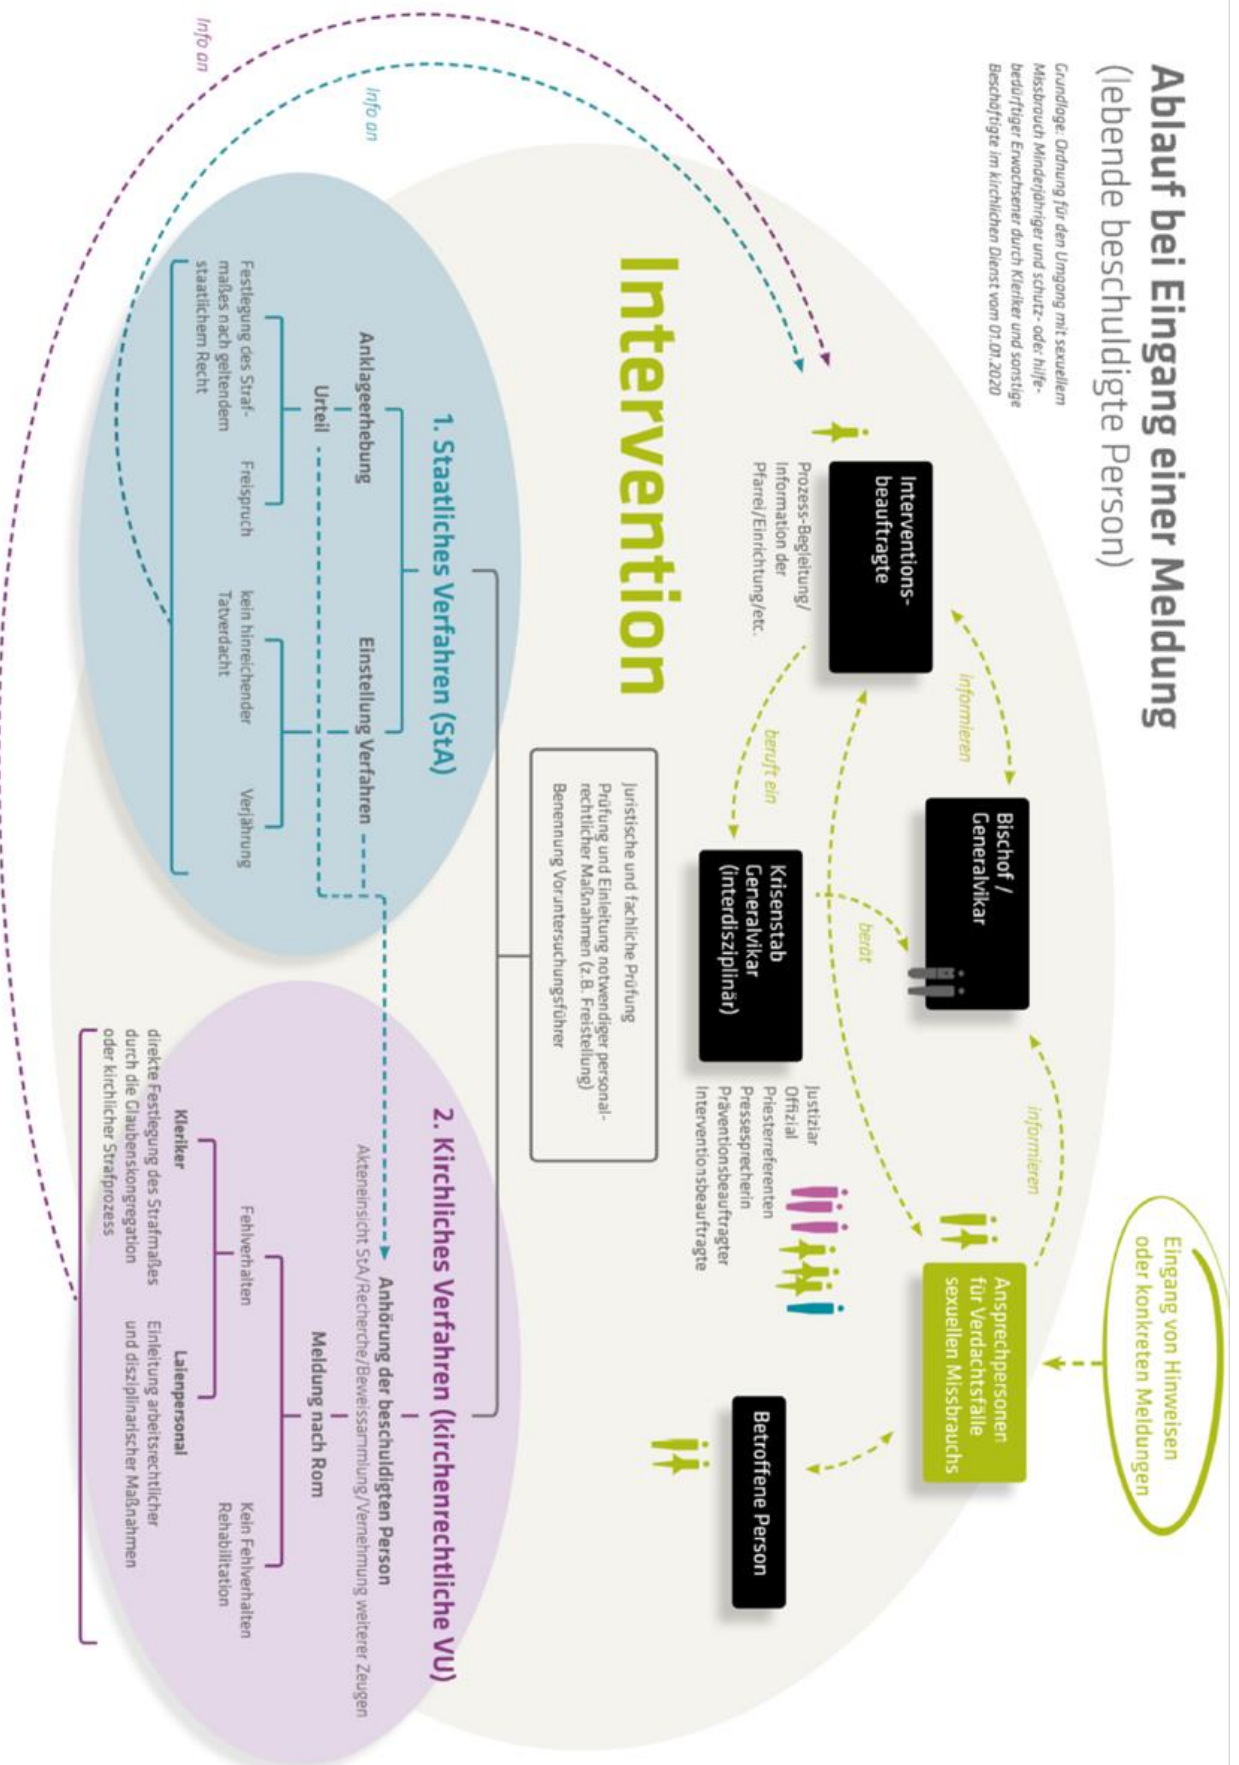 Ablauf bei Eingang einer Meldung
(lebende beschuldigte Person)
Grundlage: Ordnung für den Umgang mit sexuellem
Missbrauch Minderjähriger und schutz- oder hilfe-
bedürftiger Erwachsener durch Kleriker und sonstige
Beschäftigte im kirchlichen Dienst vom 01.01.2020
Eingang von Hinweisen
oder konkreten Meldungen
informieren
informieren
Bischof /
Generalvikar
Ansprechpersonen
für Verdachtsfälle
sexuellen Missbrauchs
Interventions-
beauftragte
Prozess-Begleitung/
Information der
Pfarrei/Einrichtung/etc.
berät
beruft ein
Krisenstab
Generalvikar
(interdisziplinär)
Justiziar
Offizial
Priesterreferenten
Pressesprecherin
Präventionsbeauftragter
Interventionsbeauftragte
Betroffene Person
Intervention
Juristische und fachliche Prüfung
Prüfung und Einleitung notwendiger personal-
rechtlicher Maßnahmen (z.B. Freistellung)
Benennung Voruntersuchungsführer
Info an
Info an
1. Staatliches Verfahren (StA)
Anklageerhebung
Einstellung Verfahren
Urteil
Festlegung des Straf-
maßes nach geltendem
staatlichem Recht
Freispruch
kein hinreichender
Tatverdacht
Verjährung
2. Kirchliches Verfahren (kirchenrechtliche VU)
Anhörung der beschuldigten Person
Akteneinsicht StA/Recherche/Beweissammlung/Vernehmung weiterer Zeugen
Meldung nach Rom
Fehlverhalten
Kein Fehlverhalten
Rehabilitation
Kleriker
direkte Festlegung des Strafmaßes
durch die Glaubenskongregation
oder kirchlicher Strafprozess
Laienpersonal
Einleitung arbeitsrechtlicher
und disziplinarischer Maßnahmen